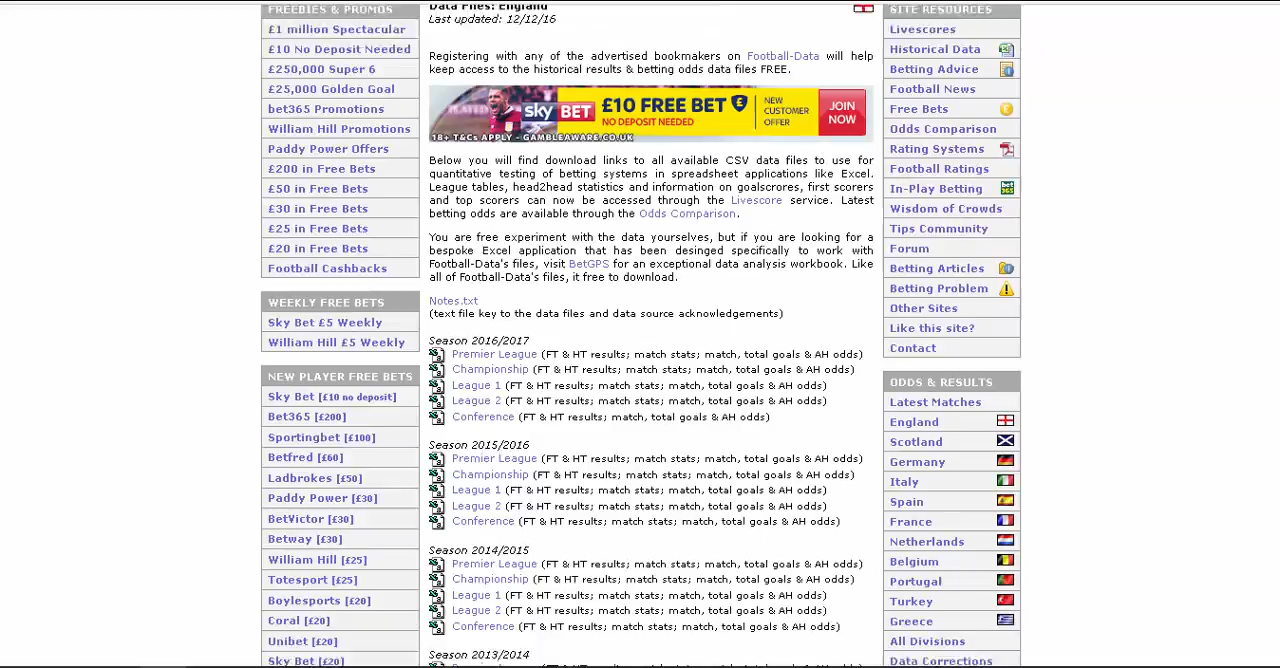 FREEBIES & PROMOS
£1 million Spectacular
£10 No Deposit Needed
£250,000 Super 6
£25,000 Golden Goal
bet365 Promotions
William Hill Promotions
Paddy Power Offers
£200 in Free Bets
£50 in Free Bets
£30 in Free Bets
£25 in Free Bets
£20 in Free Bets
Football Cashbacks
WEEKLY FREE BETS
Sky Bet £5 Weekly
William Hill £5 Weekly
NEW PLAYER FREE BETS
Sky Bet [£10 no deposit]
Bet365 [£200]
Sportingbet [£100]
Betfred [£60]
Ladbrokes [£50]
Paddy Power [£30]
BetVictor [£30]
Betway [£30]
William Hill [£25]
Totesport [£25]
Boylesports [£20]
Coral [£20]
Unibet [£20]
Sky Bet [£20]
Data Files: England
Last updated: 12/12/16
Registering with any of the advertised bookmakers on Football-Data will help
keep access to the historical results & betting odds data files FREE.
sky BET £10 FREE BET
NO DEPOSIT NEEDED
NEW
CUSTOMER
OFFER
JOIN
NOW
18+ T&CS APPLY - GAMBLEAWARE.CO.UK
Below you will find download links to all available CSV data files to use for
quantitative testing of betting systems in spreadsheet applications like Excel.
League tables, head2head statistics and information on goalscrores, first scorers
and top scorers can now be accessed through the Livescore service. Latest
betting odds are available through the Odds Comparison.
You are free experiment with the data yourselves, but if you are looking for a
bespoke Excel application that has been desinged specifically to work with
Football-Data's files, visit BetGPS for an exceptional data analysis workbook. Like
all of Football-Data's files, it free to download.
Notes.txt
(text file key to the data files and data source acknowledgements)
Season 2016/2017
Premier League (FT & HT results; match stats; match, total goals & AH odds)
Championship (FT & HT results; match stats; match, total goals & AH odds)
League 1 (FT & HT results; match stats; match, total goals & AH odds)
League 2 (FT & HT results; match stats; match, total goals & AH odds)
Conference (FT & HT results; match, total goals & AH odds)
Season 2015/2016
Premier League (FT & HT results; match stats; match, total goals & AH odds)
Championship (FT & HT results; match stats; match, total goals & AH odds)
League 1 (FT & HT results; match stats; match, total goals & AH odds)
League 2 (FT & HT results; match stats; match, total goals & AH odds)
Conference (FT & HT results; match stats; match, total goals & AH odds)
Season 2014/2015
Premier League (FT & HT results; match stats; match, total goals & AH odds)
Championship (FT & HT results; match stats; match, total goals & AH odds)
League 1 (FT & HT results; match stats; match, total goals & AH odds)
League 2 (FT & HT results; match stats; match, total goals & AH odds)
Conference (FT & HT results; match stats; match, total goals & AH odds)
Season 2013/2014
SITE RESOURCES
Livescores
Historical Data
Betting Advice
Football News
Free Bets
Odds Comparison
Rating Systems
Football Ratings
In-Play Betting
Wisdom of Crowds
Tips Community
Forum
Betting Articles
Betting Problem
Other Sites
Like this site?
Contact
ODDS & RESULTS
Latest Matches
England
Scotland
Germany
Italy
Spain
France
Netherlands
Belgium
Portugal
Turkey
Greece
All Divisions
Data Corrections